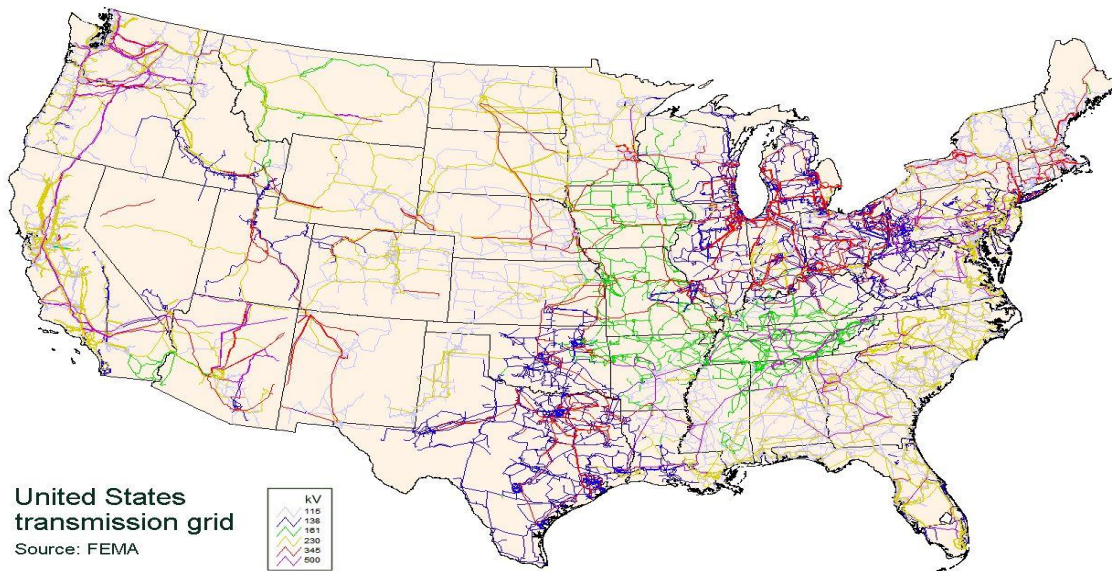 United States
transmission grid
Source: FEMA
kV
115
138
161
230
345
500